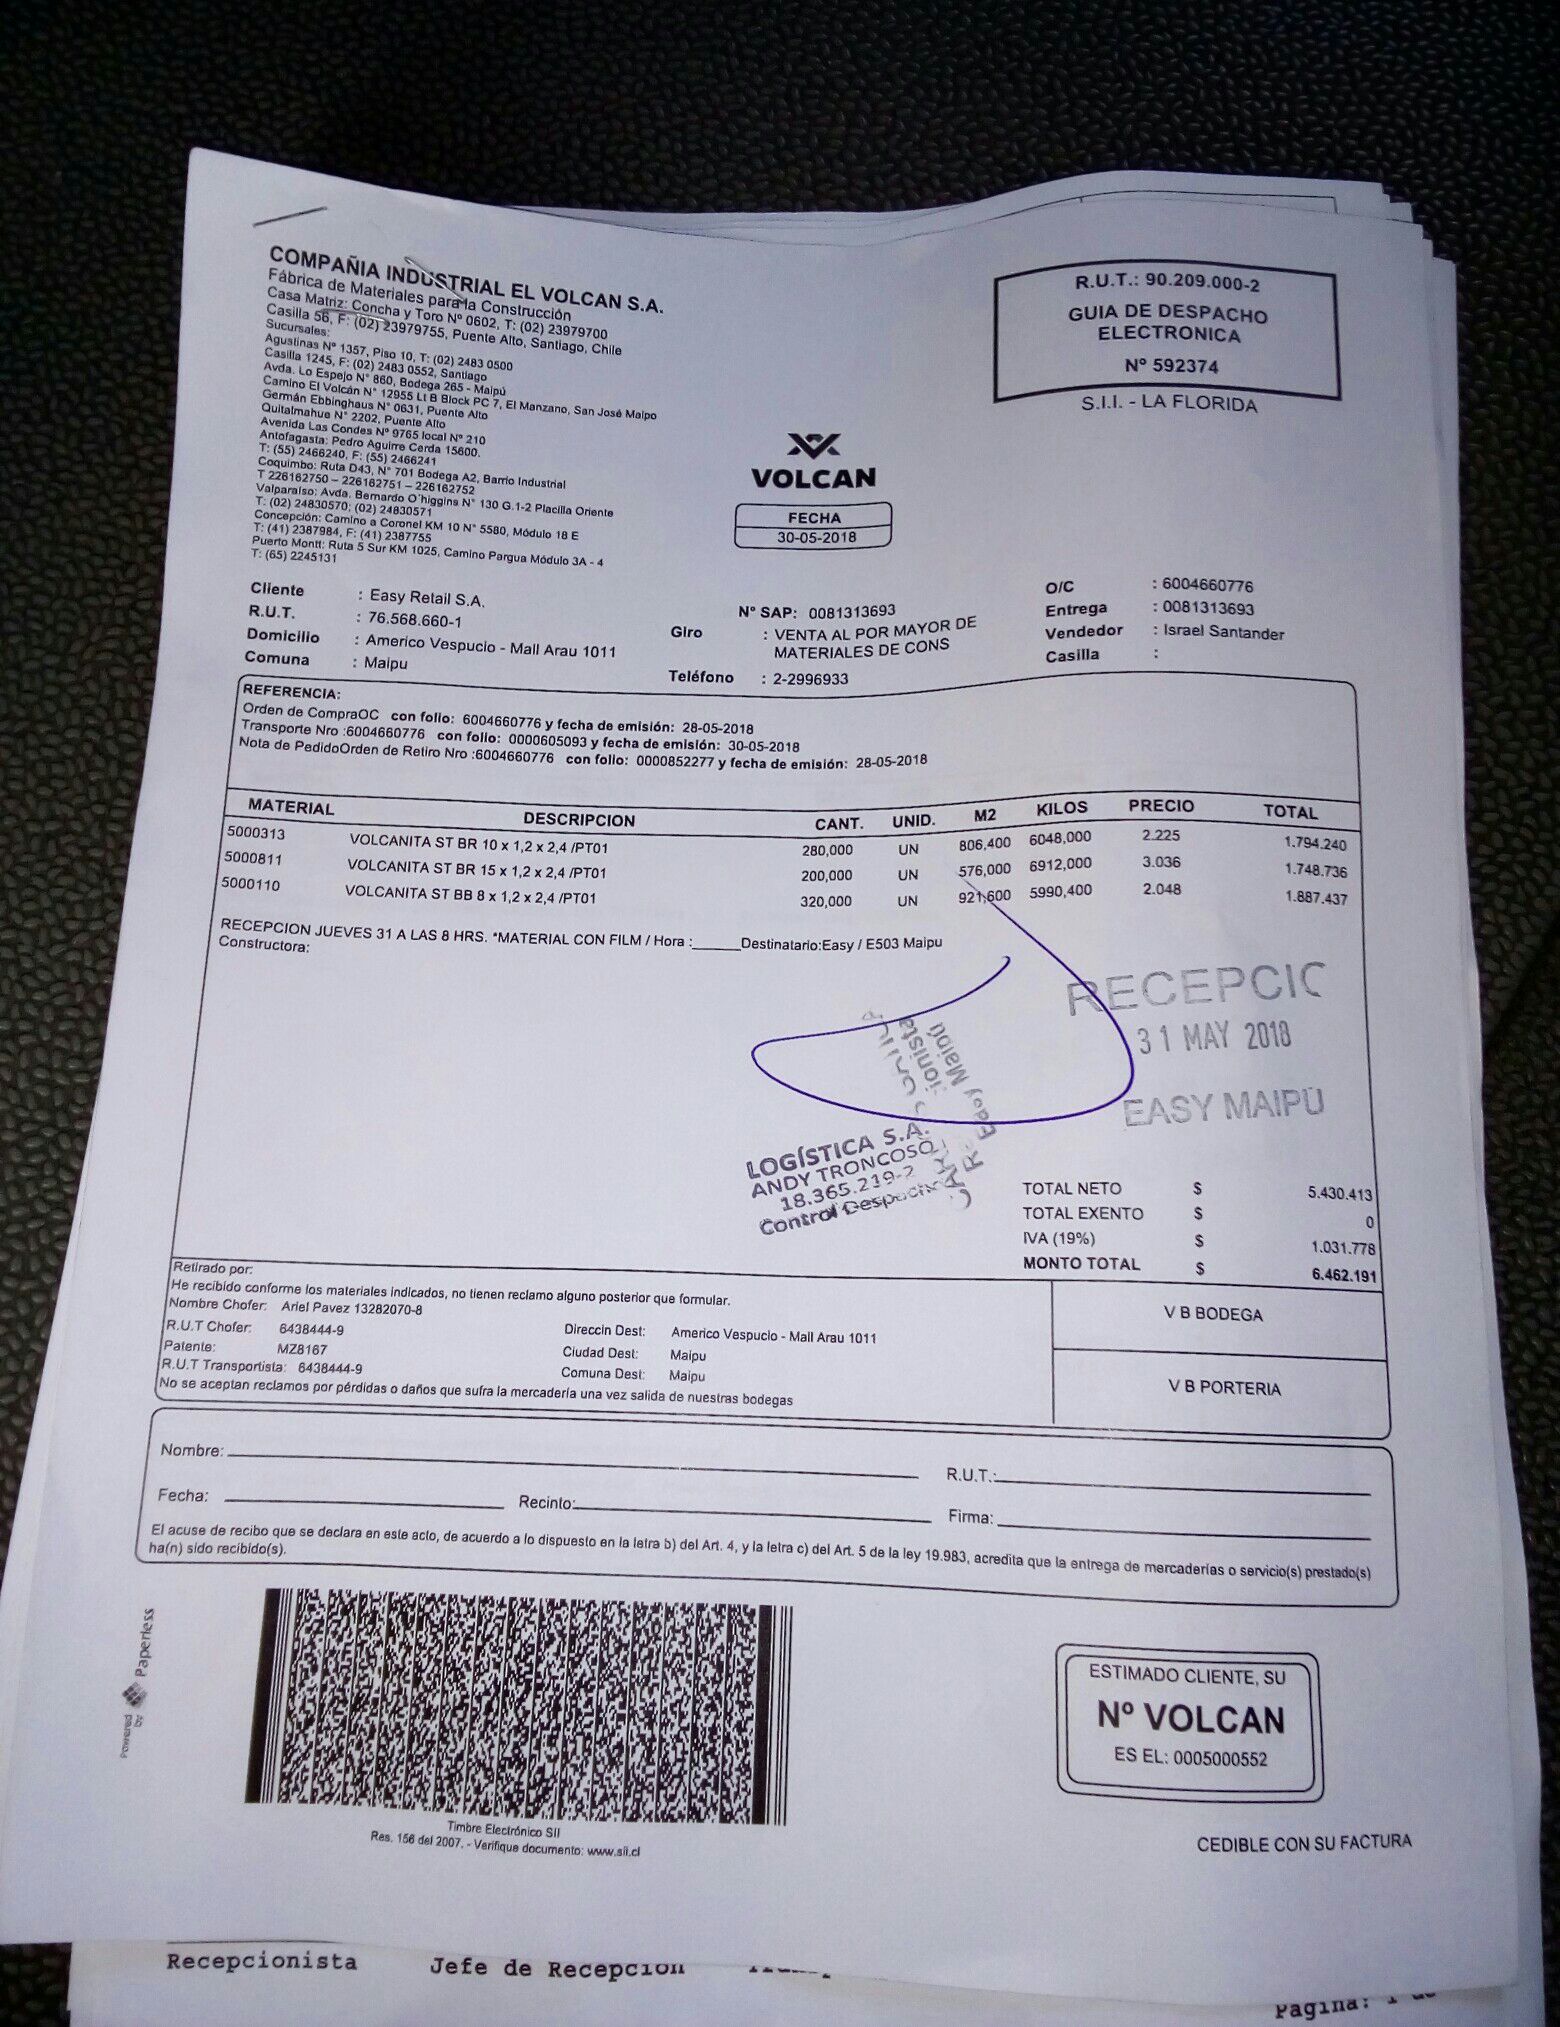 COMPAÑIA INDUSTRIAL EL VOLCAN S.A.
Fábrica de Materiales para la Construcción
Casa Matriz: Concha y Toro Nº 0602, T: (02) 23979700
Casilla 56, F: (02) 23979755, Puente Alto, Santiago, Chile
Sucursales:
Agustinas Nº 1357, Piso 10, T: (02) 2483 0500
Casilla 1245, F: (02) 2483 0552, Santiago
Avda. Lo Espejo N° 860, Bodega 265 - Maipú
Camino El Volcán N° 12955 Lt B Block PC 7, El Manzano, San José Maipo
Germán Ebbinghaus N° 0631, Puente Alto
Quitalmahue N° 2202, Puente Alto
Avenida Las Condes Nº 9765 local Nº 210
Antofagasta: Pedro Aguirre Cerda 15600.
T: (55) 2466240, F: (55) 2466241
Coquimbo: Ruta D43, N° 701 Bodega A2, Barrio Industrial
T 226162750 – 226162751 – 226162752
Valparaíso: Avda. Bernardo O´higgins N° 130 G.1-2 Placilla Oriente
T: (02) 24830570; (02) 24830571
Concepción: Camino a Coronel KM 10 N° 5580, Módulo 18 E
T: (41) 2387984, F: (41) 2387755
Puerto Montt: Ruta 5 Sur KM 1025, Camino Pargua Módulo 3A - 4
T: (65) 2245131
R.U.T.: 90.209.000-2
GUIA DE DESPACHO
ELECTRONICA
Nº 592374
S.I.I. - LA FLORIDA
VOLCAN
FECHA
30-05-2018
Cliente : Easy Retail S.A.
R.U.T. : 76.568.660-1
Domicilio : Americo Vespucio - Mall Arau 1011
Comuna : Maipu
Nº SAP: 0081313693
Giro : VENTA AL POR MAYOR DE
MATERIALES DE CONS
Teléfono : 2-2996933
O/C : 6004660776
Entrega : 0081313693
Vendedor : Israel Santander
Casilla :
REFERENCIA:
Orden de CompraOC con folio: 6004660776 y fecha de emisión: 28-05-2018
Transporte Nro :6004660776 con folio: 0000605093 y fecha de emisión: 30-05-2018
Nota de PedidoOrden de Retiro Nro :6004660776 con folio: 0000852277 y fecha de emisión: 28-05-2018
MATERIAL DESCRIPCION CANT. UNID. M2 KILOS PRECIO TOTAL
5000313 VOLCANITA ST BR 10 x 1,2 x 2,4 /PT01 280,000 UN 806,400 6048,000 2.225 1.794.240
5000811 VOLCANITA ST BR 15 x 1,2 x 2,4 /PT01 200,000 UN 576,000 6912,000 3.036 1.748.736
5000110 VOLCANITA ST BB 8 x 1,2 x 2,4 /PT01 320,000 UN 921,600 5990,400 2.048 1.887.437
RECEPCION JUEVES 31 A LAS 8 HRS. *MATERIAL CON FILM / Hora :______Destinatario:Easy / E503 Maipu
Constructora:
RECEPCIO
31 MAY 2018
EASY MAIPÚ
Easy Maipú
LOGÍSTICA S.A.
ANDY TRONCOSO
18.365.219-2
Control Despacho
TOTAL NETO $ 5.430.413
TOTAL EXENTO $ 0
IVA (19%) $ 1.031.778
MONTO TOTAL $ 6.462.191
Retirado por:
He recibido conforme los materiales indicados, no tienen reclamo alguno posterior que formular.
Nombre Chofer: Ariel Pavez 13282070-8
R.U.T Chofer: 6438444-9
Patente: MZ8167
R.U.T Transportista: 6438444-9
Direccin Dest: Americo Vespucio - Mall Arau 1011
Ciudad Dest: Maipu
Comuna Dest: Maipu
No se aceptan reclamos por pérdidas o daños que sufra la mercadería una vez salida de nuestras bodegas
V B BODEGA
V B PORTERIA
Nombre: R.U.T.:
Fecha: Recinto: Firma:
El acuse de recibo que se declara en este acto, de acuerdo a lo dispuesto en la letra b) del Art. 4, y la letra c) del Art. 5 de la ley 19.983, acredita que la entrega de mercaderías o servicio(s) prestado(s)
ha(n) sido recibido(s).
Powered by Paperless
Timbre Electrónico SII
Res. 156 del 2007. - Verifique documento: www.sii.cl
ESTIMADO CLIENTE, SU
Nº VOLCAN
ES EL: 0005000552
CEDIBLE CON SU FACTURA
Recepcionista Jefe de Recepcion
Pagina: 1 de